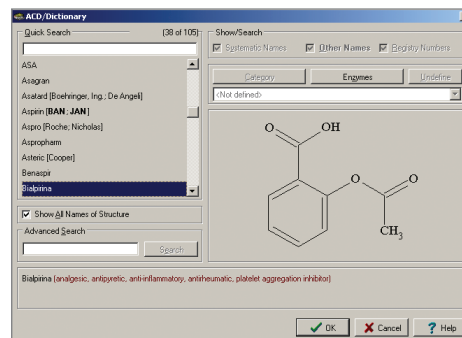 ACD/Dictionary
Quick Search (38 of 105)
ASA
Asagran
Asatard [Boehringer, Ing.; De Angeli]
Aspirin [BAN; JAN]
Aspro [Roche; Nicholas]
Aspropharm
Asteric [Cooper]
Benaspir
Bialpirina
Show All Names of Structure
Advanced Search
Search
Show/Search
Systematic Names Other Names Registry Numbers
Category Enzymes Undefine
<Not defined>
O OH
O O
CH3
Bialpirina (analgesic, antipyretic, anti-inflammatory, antirheumatic, platelet aggregation inhibitor)
OK Cancel ? Help